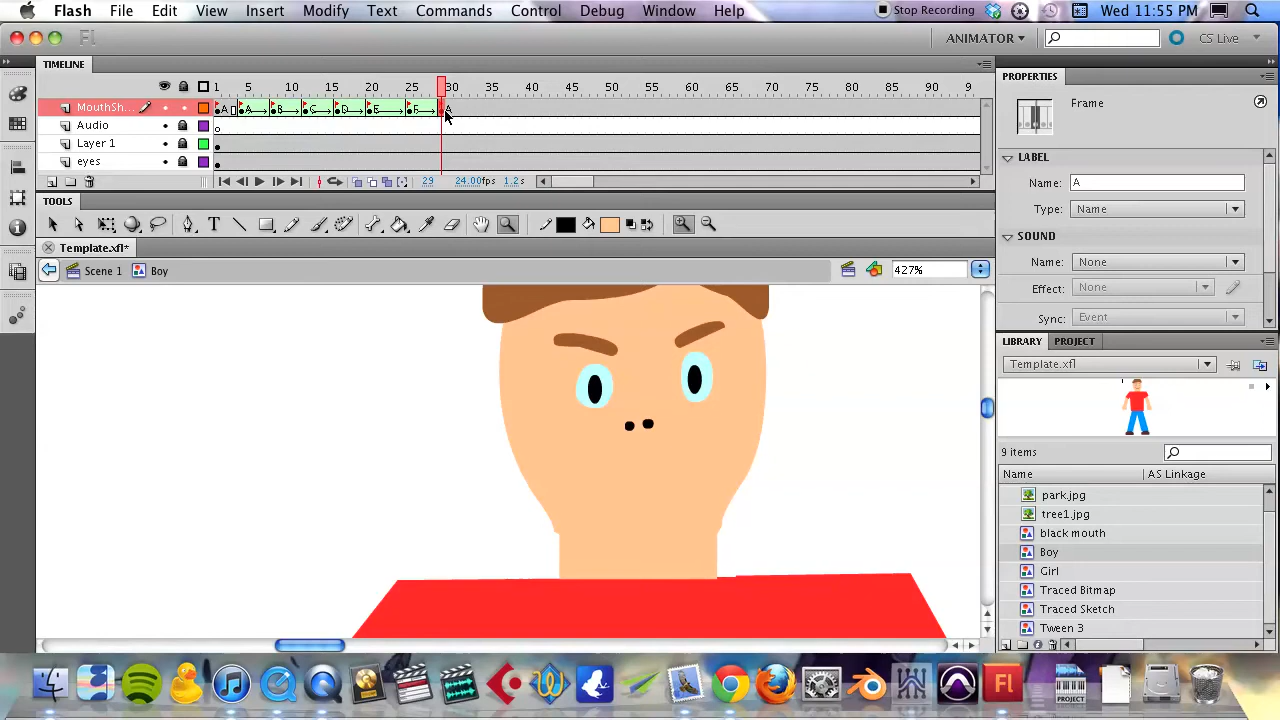 Flash File Edit View Insert Modify Text Commands Control Debug Window Help Stop Recording Wed 11:55 PM
Fl ANIMATOR CS Live
TIMELINE
1 5 10 15 20 25 30 35 40 45 50 55 60 65 70 75 80 85 90 9
MouthSh... A A B C D E F A
Audio
Layer 1
eyes
29 24.00fps 1.2s
TOOLS
Template.xfl*
Scene 1 Boy 427%
PROPERTIES
Frame
LABEL
Name: A
Type: Name
SOUND
Name: None
Effect: None
Sync: Event
LIBRARY PROJECT
Template.xfl
9 items
Name AS Linkage
park.jpg
tree1.jpg
black mouth
Boy
Girl
Traced Bitmap
Traced Sketch
Tween 3
Fl
PROJECT